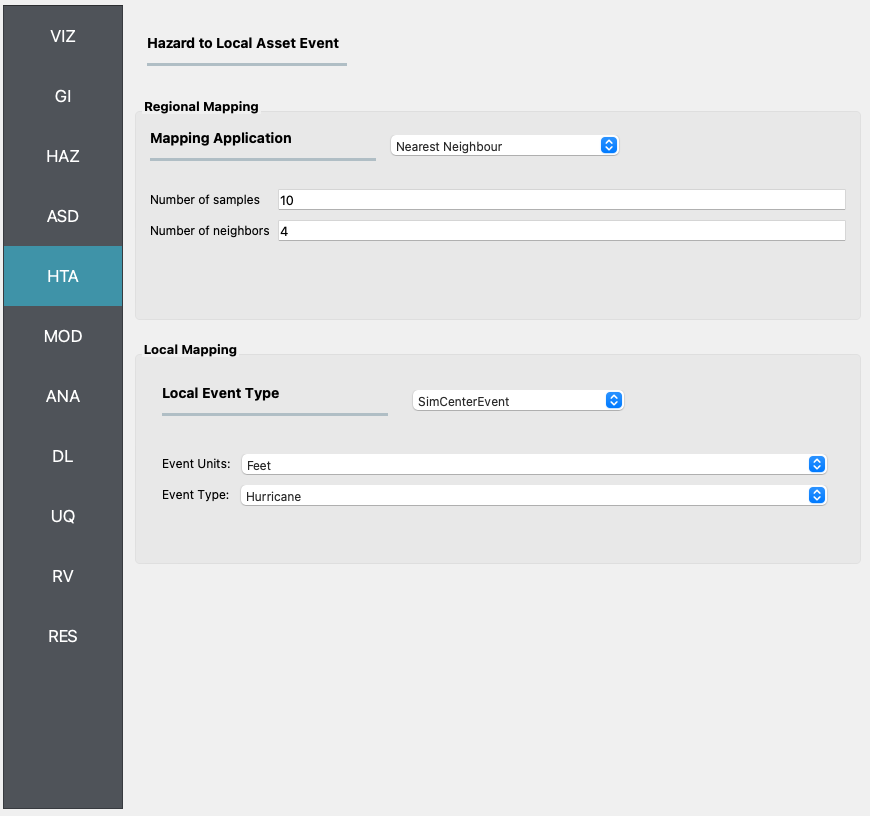 VIZ
GI
HAZ
ASD
HTA
MOD
ANA
DL
UQ
RV
RES
Hazard to Local Asset Event
Regional Mapping
Mapping Application Nearest Neighbour
Number of samples 10
Number of neighbors 4
Local Mapping
Local Event Type SimCenterEvent
Event Units: Feet
Event Type: Hurricane